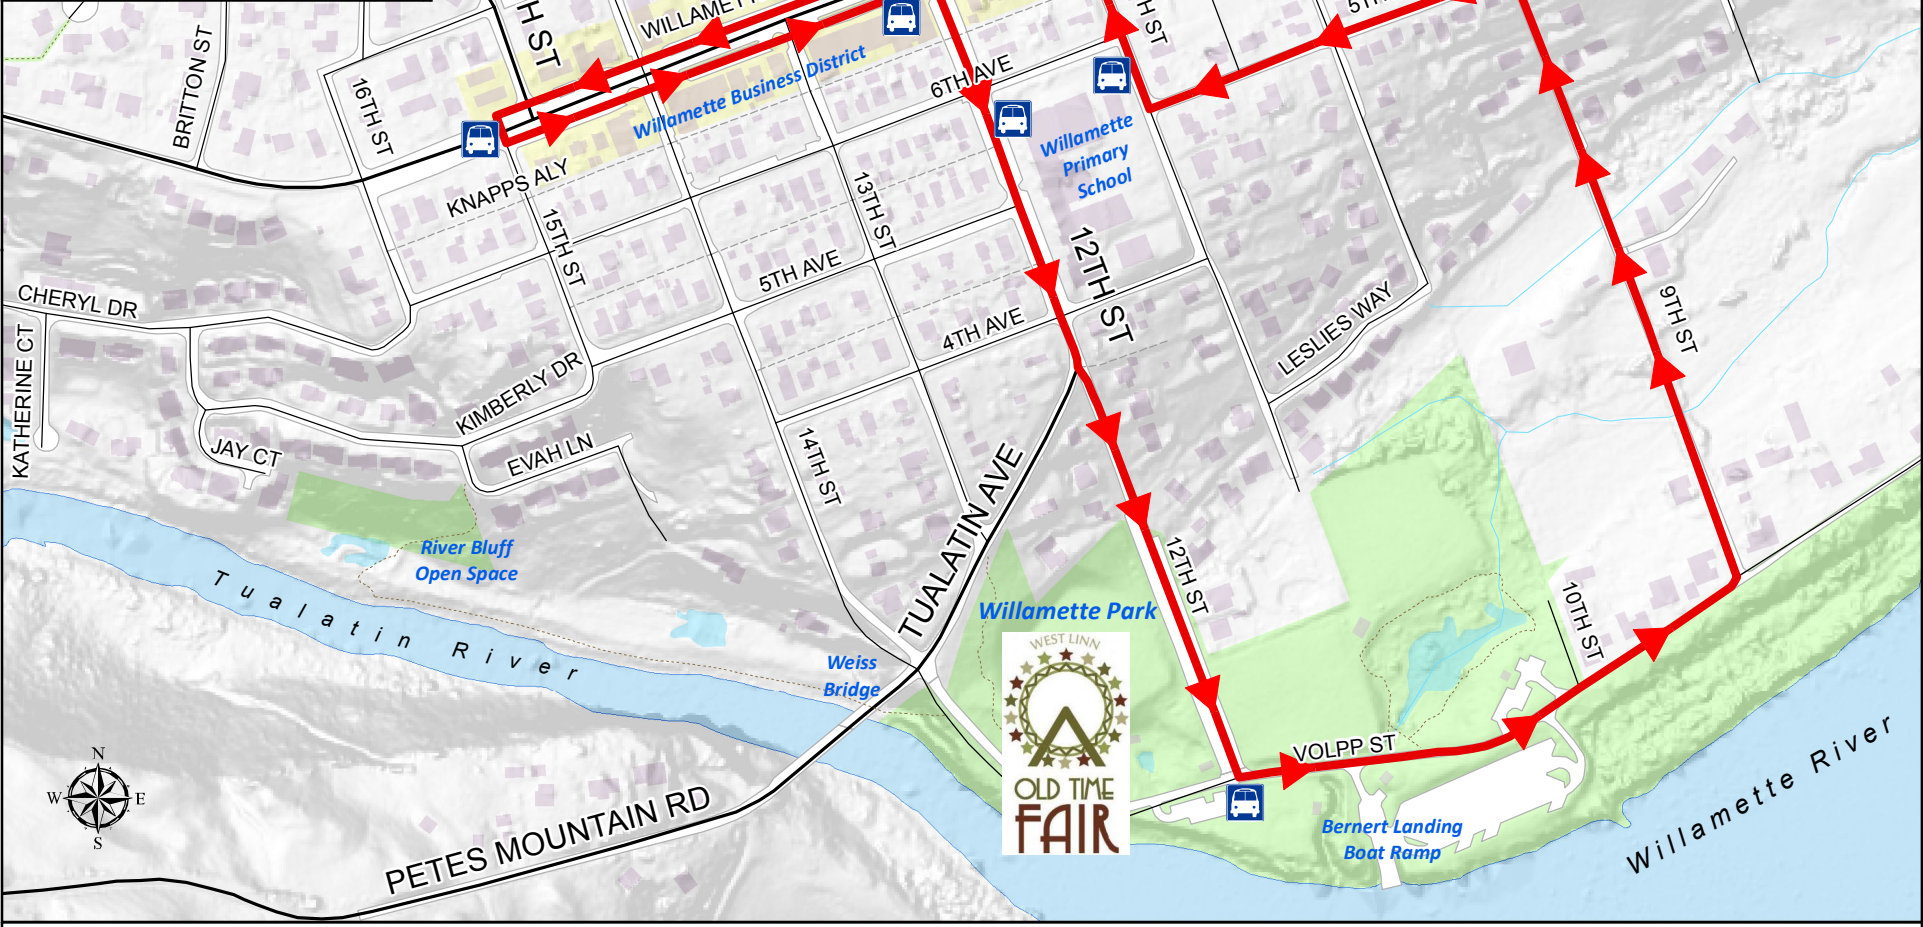 WILLAMET
H ST
H ST
5TH
BRITTON ST
16TH ST
Willamette Business District
6TH AVE
Willamette
Primary
School
KNAPPS ALY
15TH ST
13TH ST
12TH ST
5TH AVE
4TH AVE
LESLIES WAY
9TH ST
CHERYL DR
KATHERINE CT
KIMBERLY DR
JAY CT
EVAH LN
14TH ST
TUALATIN AVE
River Bluff
Open Space
Tualatin River
12TH ST
10TH ST
Willamette Park
WEST LINN
OLD TIME
FAIR
Weiss
Bridge
VOLPP ST
Bernert Landing
Boat Ramp
Willamette River
PETES MOUNTAIN RD
N
W E
S